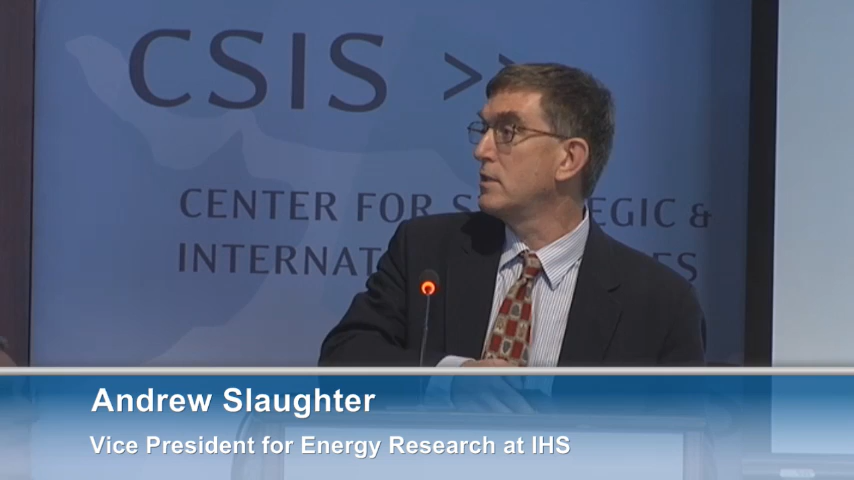 CSIS >>
CENTER FOR S EGIC &
INTERNAT ES
Andrew Slaughter
Vice President for Energy Research at IHS